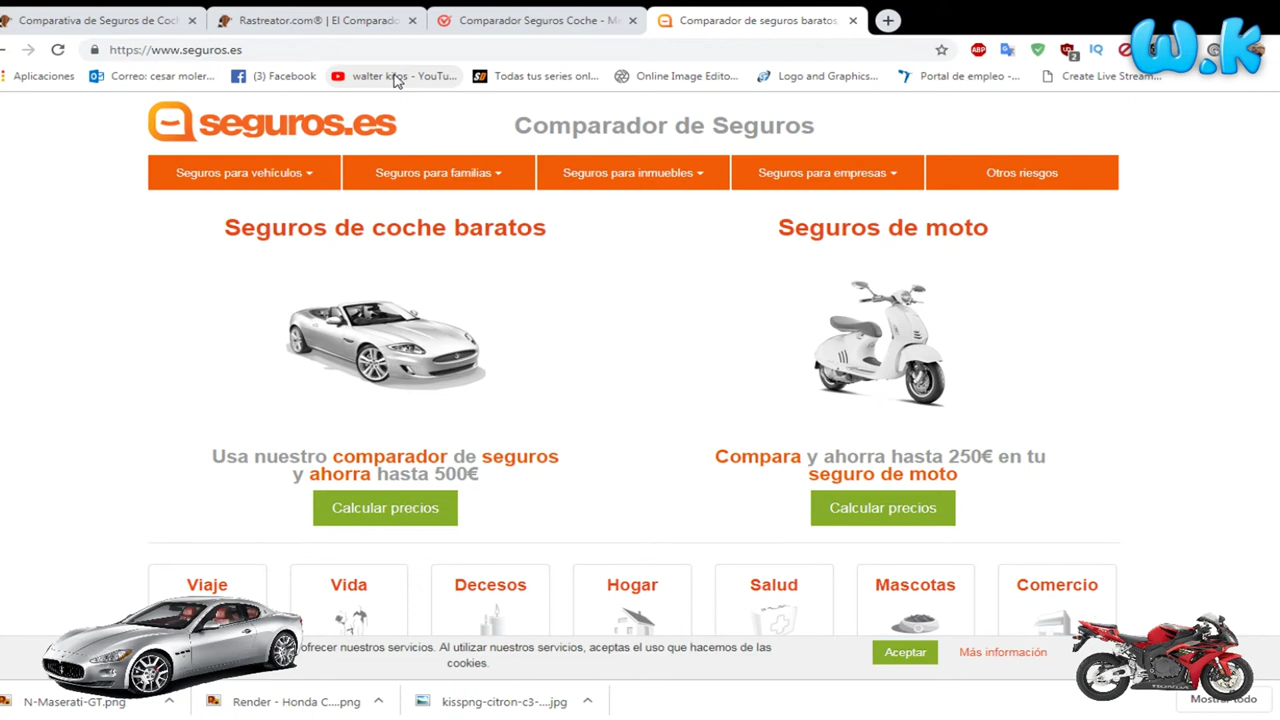 Comparativa de Seguros de Coch
Rastreator.com® | El Comparado
Comparador Seguros Coche - M
Comparador de seguros baratos,
https://www.seguros.es
ABP
2
IQ
W.K
Aplicaciones
Correo: cesar moler...
(3) Facebook
walter - YouTu...
Todas tus series onl...
Online Image Edito...
Logo and Graphics...
Portal de empleo -...
Create Live Stream...
seguros.es
Comparador de Seguros
Seguros para vehículos
Seguros para familias
Seguros para inmuebles
Seguros para empresas
Otros riesgos
Seguros de coche baratos
Seguros de moto
Usa nuestro comparador de seguros
y ahorra hasta 500€
Compara y ahorra hasta 250€ en tu
seguro de moto
Calcular precios
Calcular precios
Viaje
Vida
Decesos
Hogar
Salud
Mascotas
Comercio
ofrecer nuestros servicios. Al utilizar nuestros servicios, aceptas el uso que hacemos de las
cookies.
Aceptar
Más información
HONDA
N-Maserati-GT.png
Render - Honda C....png
kisspng-citron-c3-....jpg
Mostrar todo